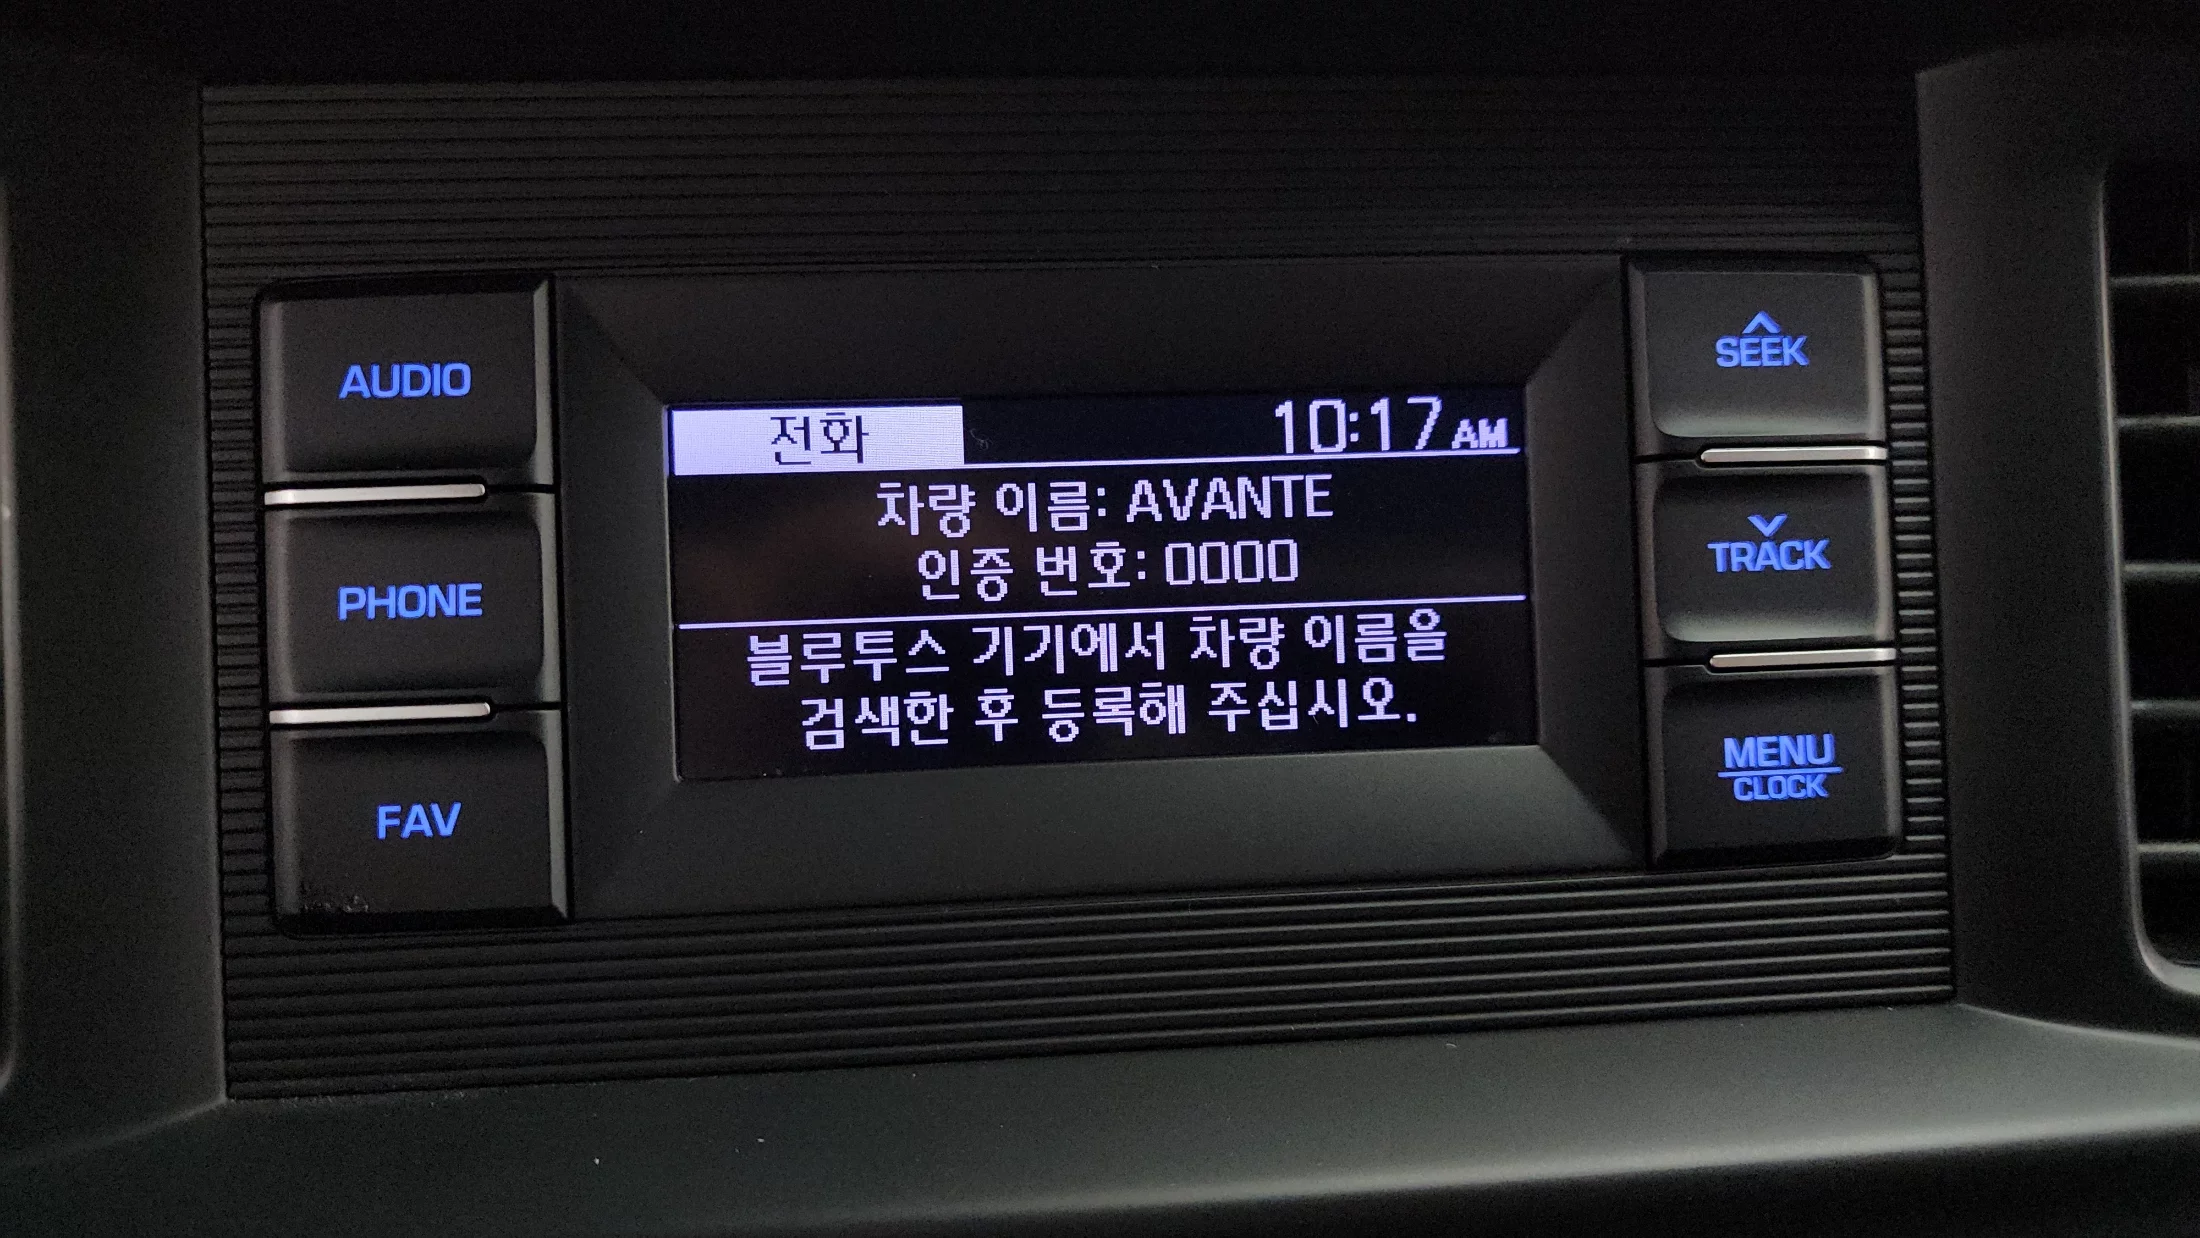 AUDIO
PHONE
FAV
전화 10:17 AM
차량 이름: AVANTE
인증 번호: 0000
블루투스 기기에서 차량 이름을
검색한 후 등록해 주십시오.
SEEK
TRACK
MENU
CLOCK